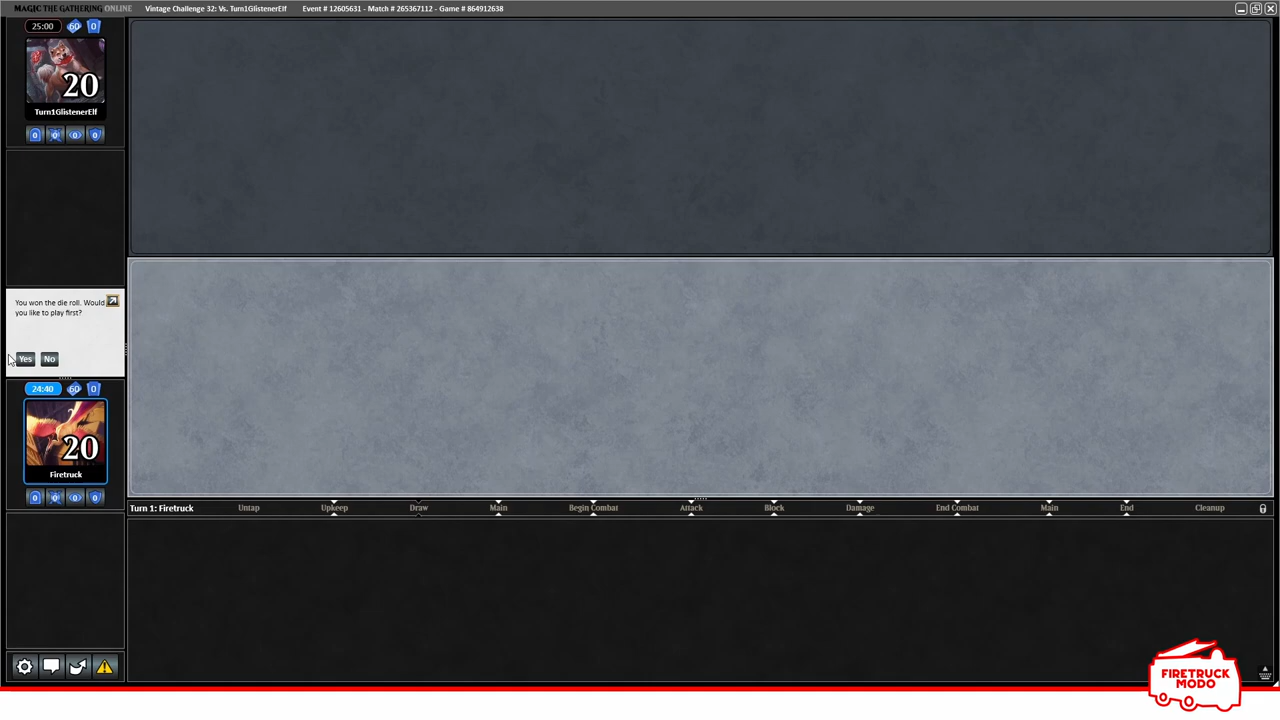 MAGIC THE GATHERING ONLINE
Vintage Challenge 32: Vs. Turn1GlistenerElf Event # 12605631 - Match # 265367112 - Game # 864912638
25:00 60 0
20
Turn1GlistenerElf
0 0 0 0
You won the die roll. Would
you like to play first?
Yes No
24:40 60 0
20
Firetruck
0 0 0 0
Turn 1: Firetruck Untap Upkeep Draw Main Begin Combat Attack Block Damage End Combat Main End Cleanup
FIRETRUCK
MODO